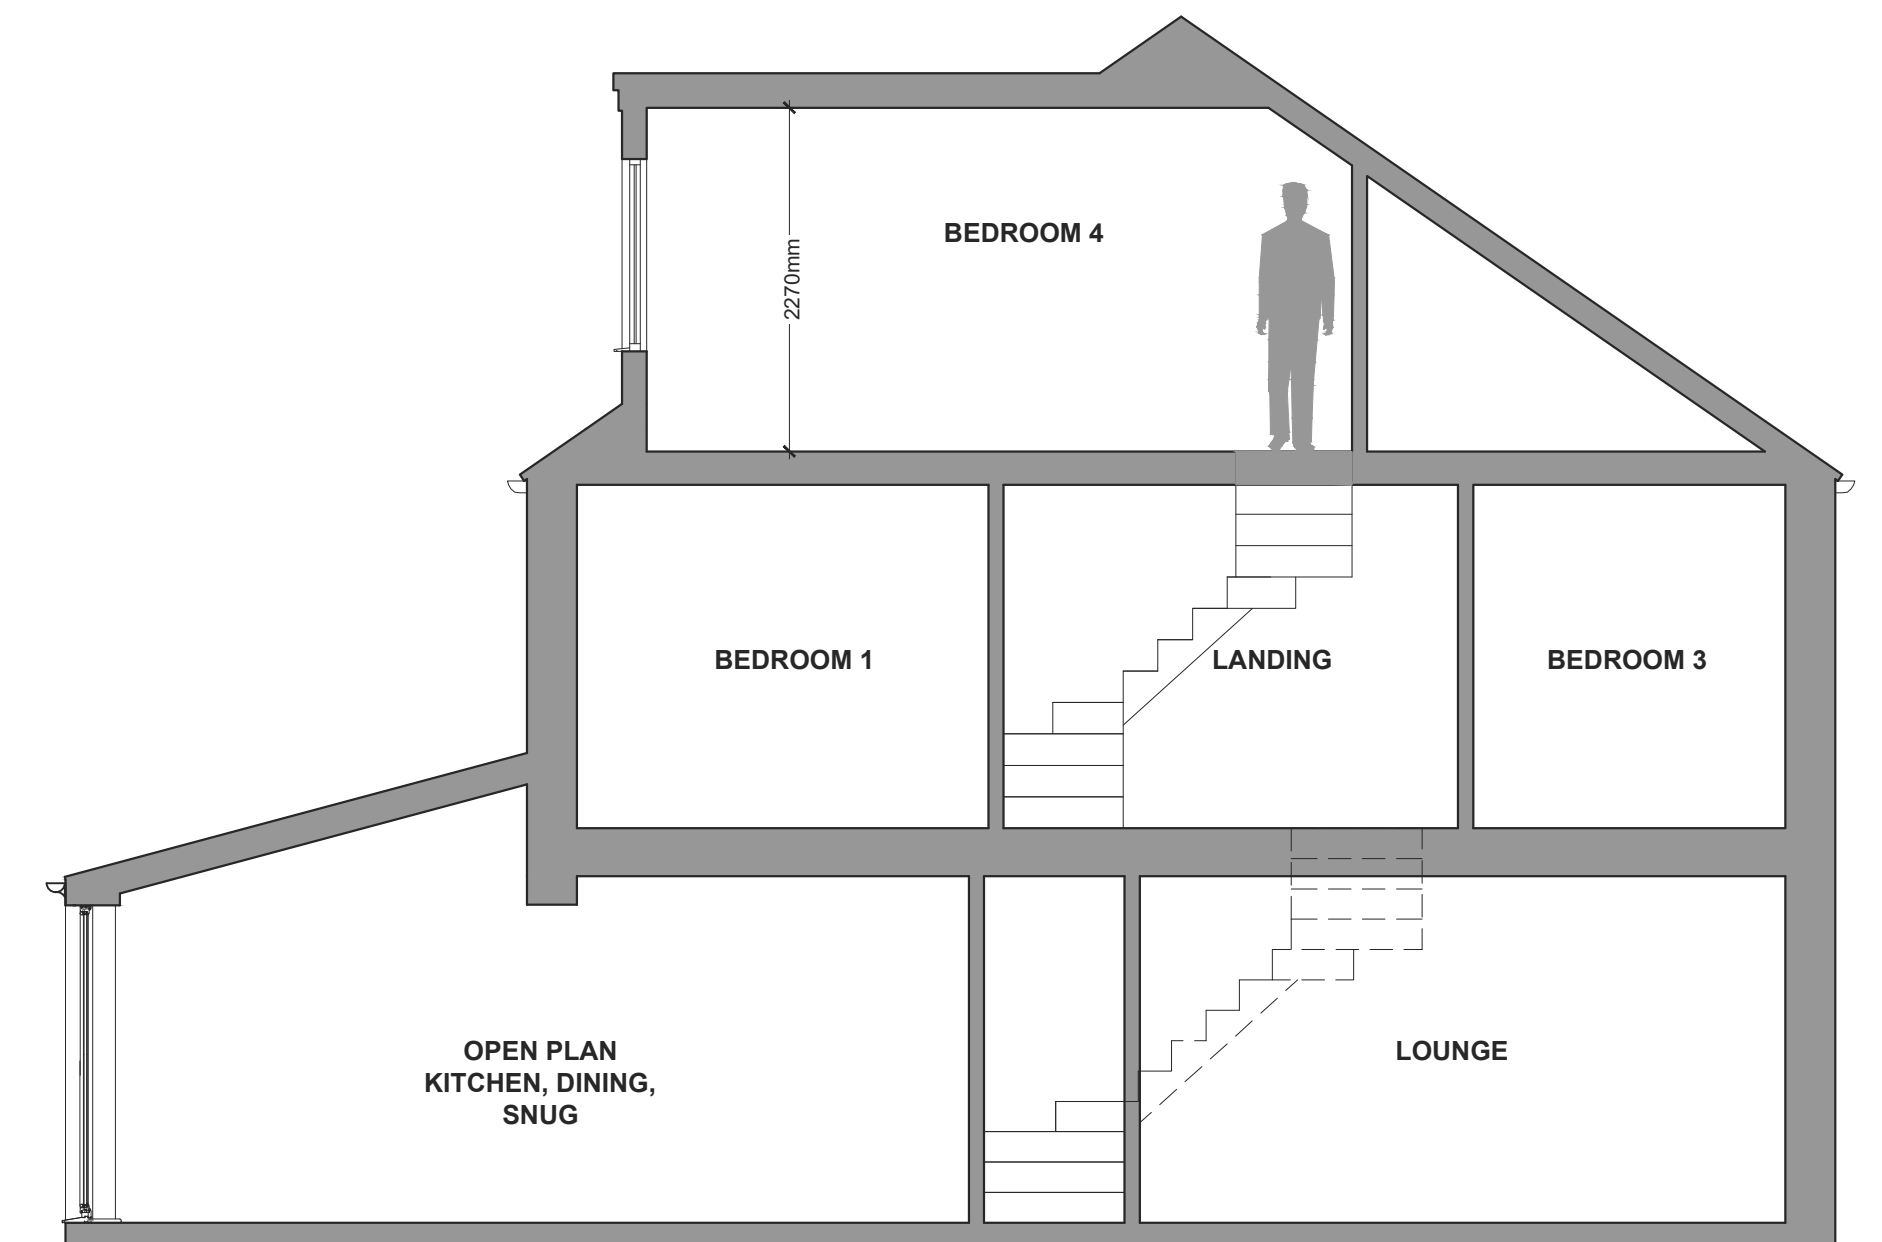 BEDROOM 4
2270mm
BEDROOM 1
LANDING
BEDROOM 3
OPEN PLAN
KITCHEN, DINING,
SNUG
LOUNGE